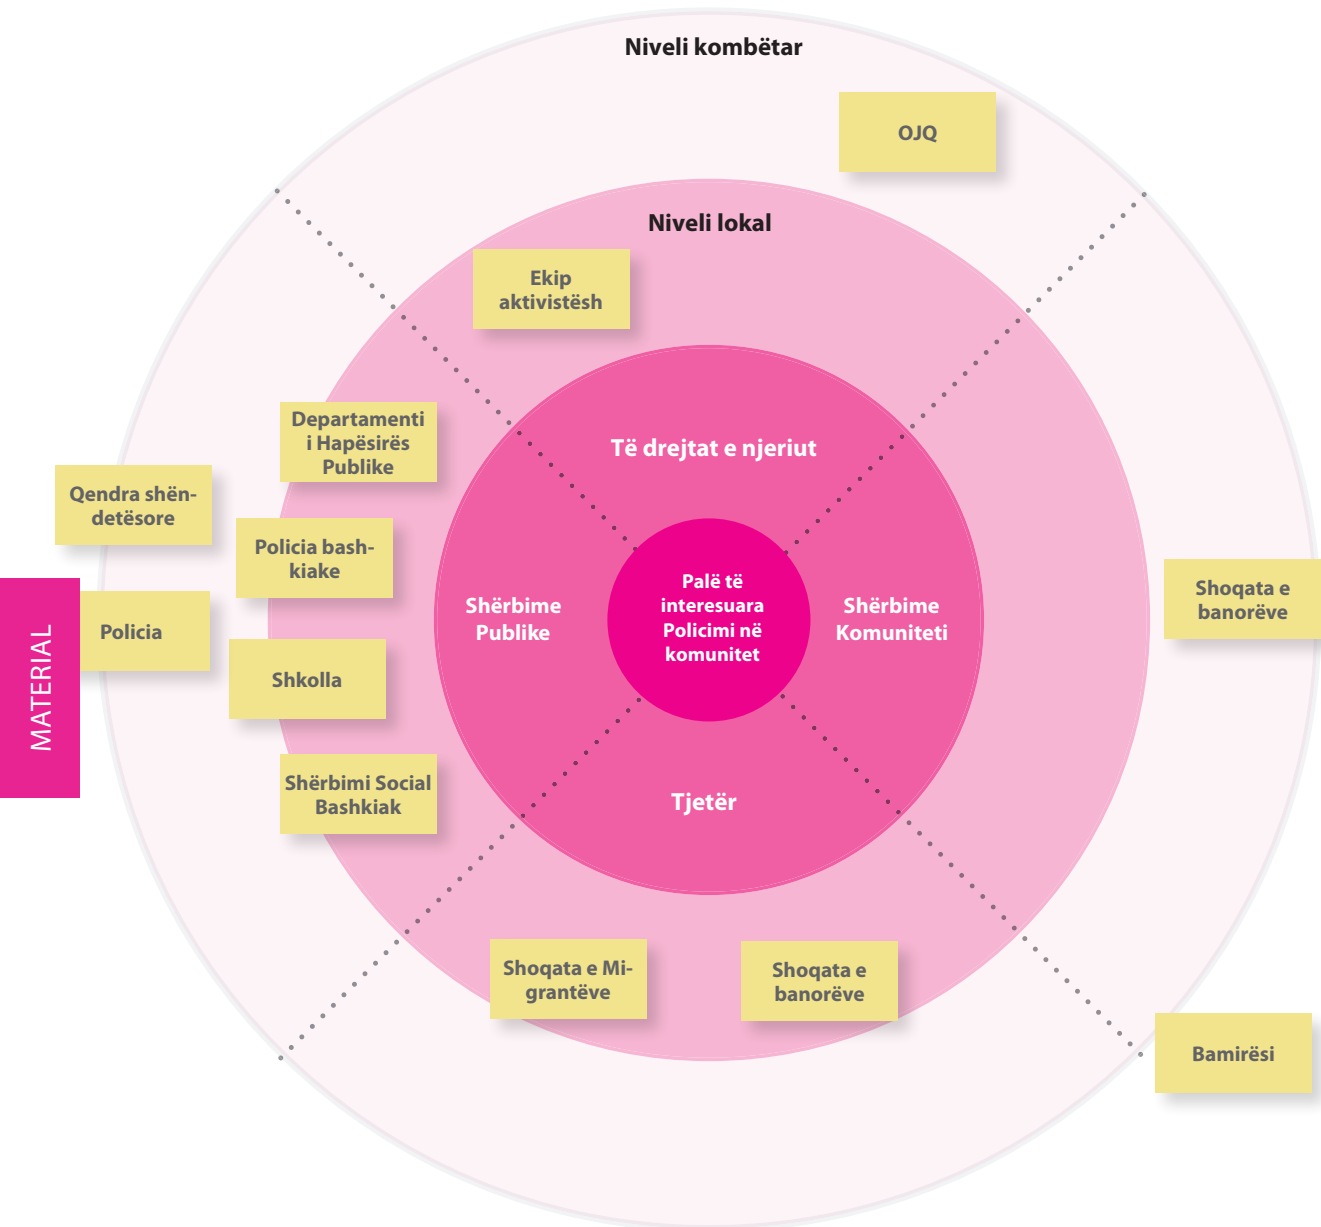 Niveli kombëtar
OJQ
Niveli lokal
Ekip
aktivistësh
Departamenti
i Hapësirës
Publike
Të drejtat e njeriut
Qendra shën-
detësore
Policia bash-
kiake
Palë të
interesuara
Policimi në
komunitet
Shërbime
Publike
Shërbime
Komuniteti
Shoqata e
banorëve
Policia
MATERIAL
Shkolla
Shërbimi Social
Bashkiak
Tjetër
Shoqata e Mi-
grantëve
Shoqata e
banorëve
Bamirësi